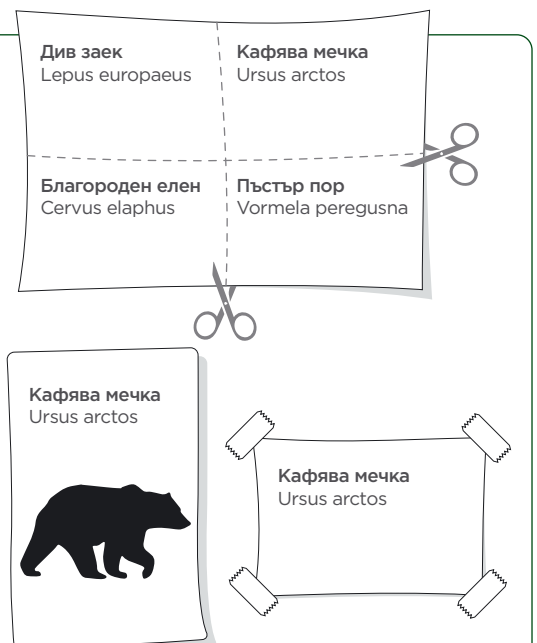 Див заек
Lepus europaeus
Кафява мечка
Ursus arctos
Благороден елен
Cervus elaphus
Пъстър пор
Vormela peregusna
Кафява мечка
Ursus arctos
Кафява мечка
Ursus arctos